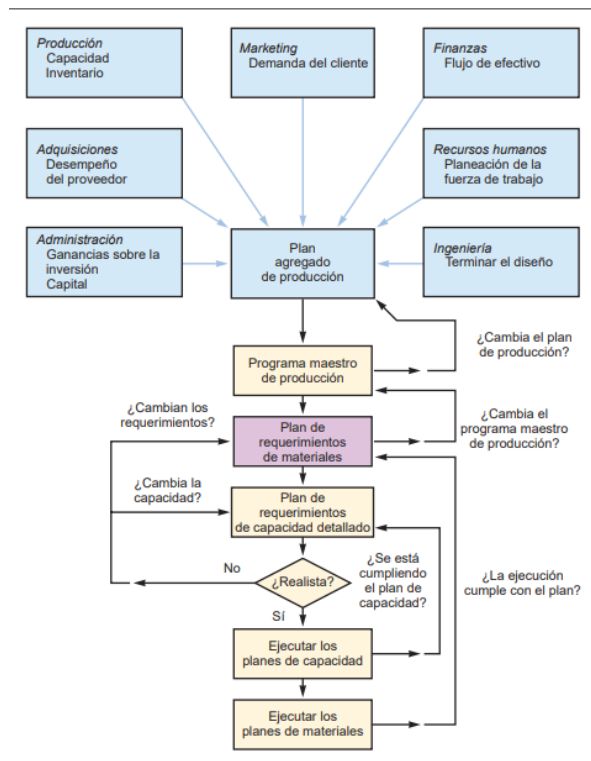 Producción
Capacidad
Inventario
Marketing
Demanda del cliente
Finanzas
Flujo de efectivo
Adquisiciones
Desempeño
del proveedor
Recursos humanos
Planeación de la
fuerza de trabajo
Administración
Ganancias sobre la
inversión
Capital
Plan
agregado
de producción
Ingeniería
Terminar el diseño
¿Cambia el plan
de producción?
Programa maestro
de producción
¿Cambian los
requerimientos?
Plan de
requerimientos
de materiales
¿Cambia el
programa maestro
de producción?
¿Cambia la
capacidad?
Plan de
requerimientos
de capacidad detallado
No
¿Realista?
¿Se está
cumpliendo
el plan de
capacidad?
¿La ejecución
cumple con el plan?
Sí
Ejecutar los
planes de capacidad
Ejecutar los
planes de materiales